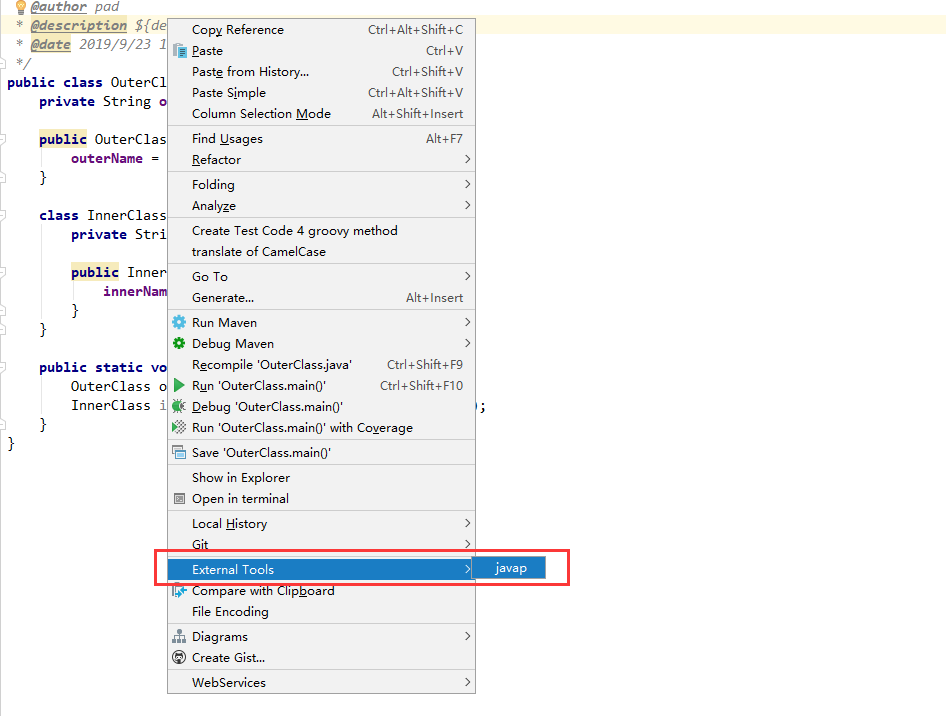 @author pad
* @description ${de
* @date 2019/9/23 1
*/
public class OuterCl
private String o
public OuterClas
outerName =
}
class InnerClass
private Stri
public Inner
innerNam
}
}
public static vo
OuterClass o
InnerClass i );
}
}
Copy Reference Ctrl+Alt+Shift+C
Paste Ctrl+V
Paste from History... Ctrl+Shift+V
Paste Simple Ctrl+Alt+Shift+V
Column Selection Mode Alt+Shift+Insert
Find Usages Alt+F7
Refactor
Folding
Analyze
Create Test Code 4 groovy method
translate of CamelCase
Go To
Generate... Alt+Insert
Run Maven
Debug Maven
Recompile 'OuterClass.java' Ctrl+Shift+F9
Run 'OuterClass.main()' Ctrl+Shift+F10
Debug 'OuterClass.main()'
Run 'OuterClass.main()' with Coverage
Save 'OuterClass.main()'
Show in Explorer
Open in terminal
Local History
Git
External Tools
javap
Compare with Clipboard
File Encoding
Diagrams
Create Gist...
WebServices